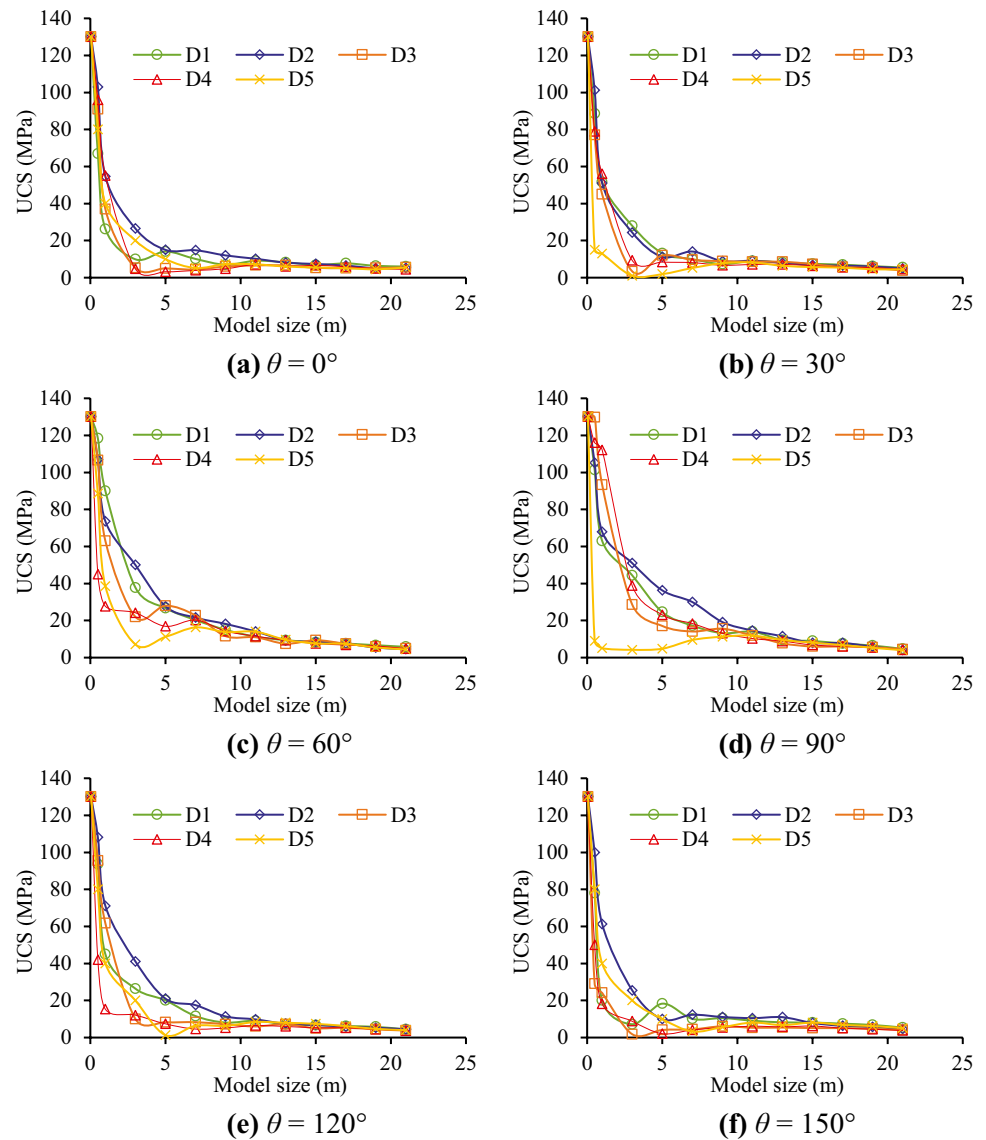 140
120
100
80
60
40
20
0
UCS (MPa)
D1 D2 D3
D4 D5
0 5 10 15 20 25
Model size (m)
(a) θ = 0°
140
120
100
80
60
40
20
0
UCS (MPa)
D1 D2 D3
D4 D5
0 5 10 15 20 25
Model size (m)
(b) θ = 30°
140
120
100
80
60
40
20
0
UCS (MPa)
D1 D2 D3
D4 D5
0 5 10 15 20 25
Model size (m)
(c) θ = 60°
140
120
100
80
60
40
20
0
UCS (MPa)
D1 D2 D3
D4 D5
0 5 10 15 20 25
Model size (m)
(d) θ = 90°
140
120
100
80
60
40
20
0
UCS (MPa)
D1 D2 D3
D4 D5
0 5 10 15 20 25
Model size (m)
(e) θ = 120°
140
120
100
80
60
40
20
0
UCS (MPa)
D1 D2 D3
D4 D5
0 5 10 15 20 25
Model size (m)
(f) θ = 150°